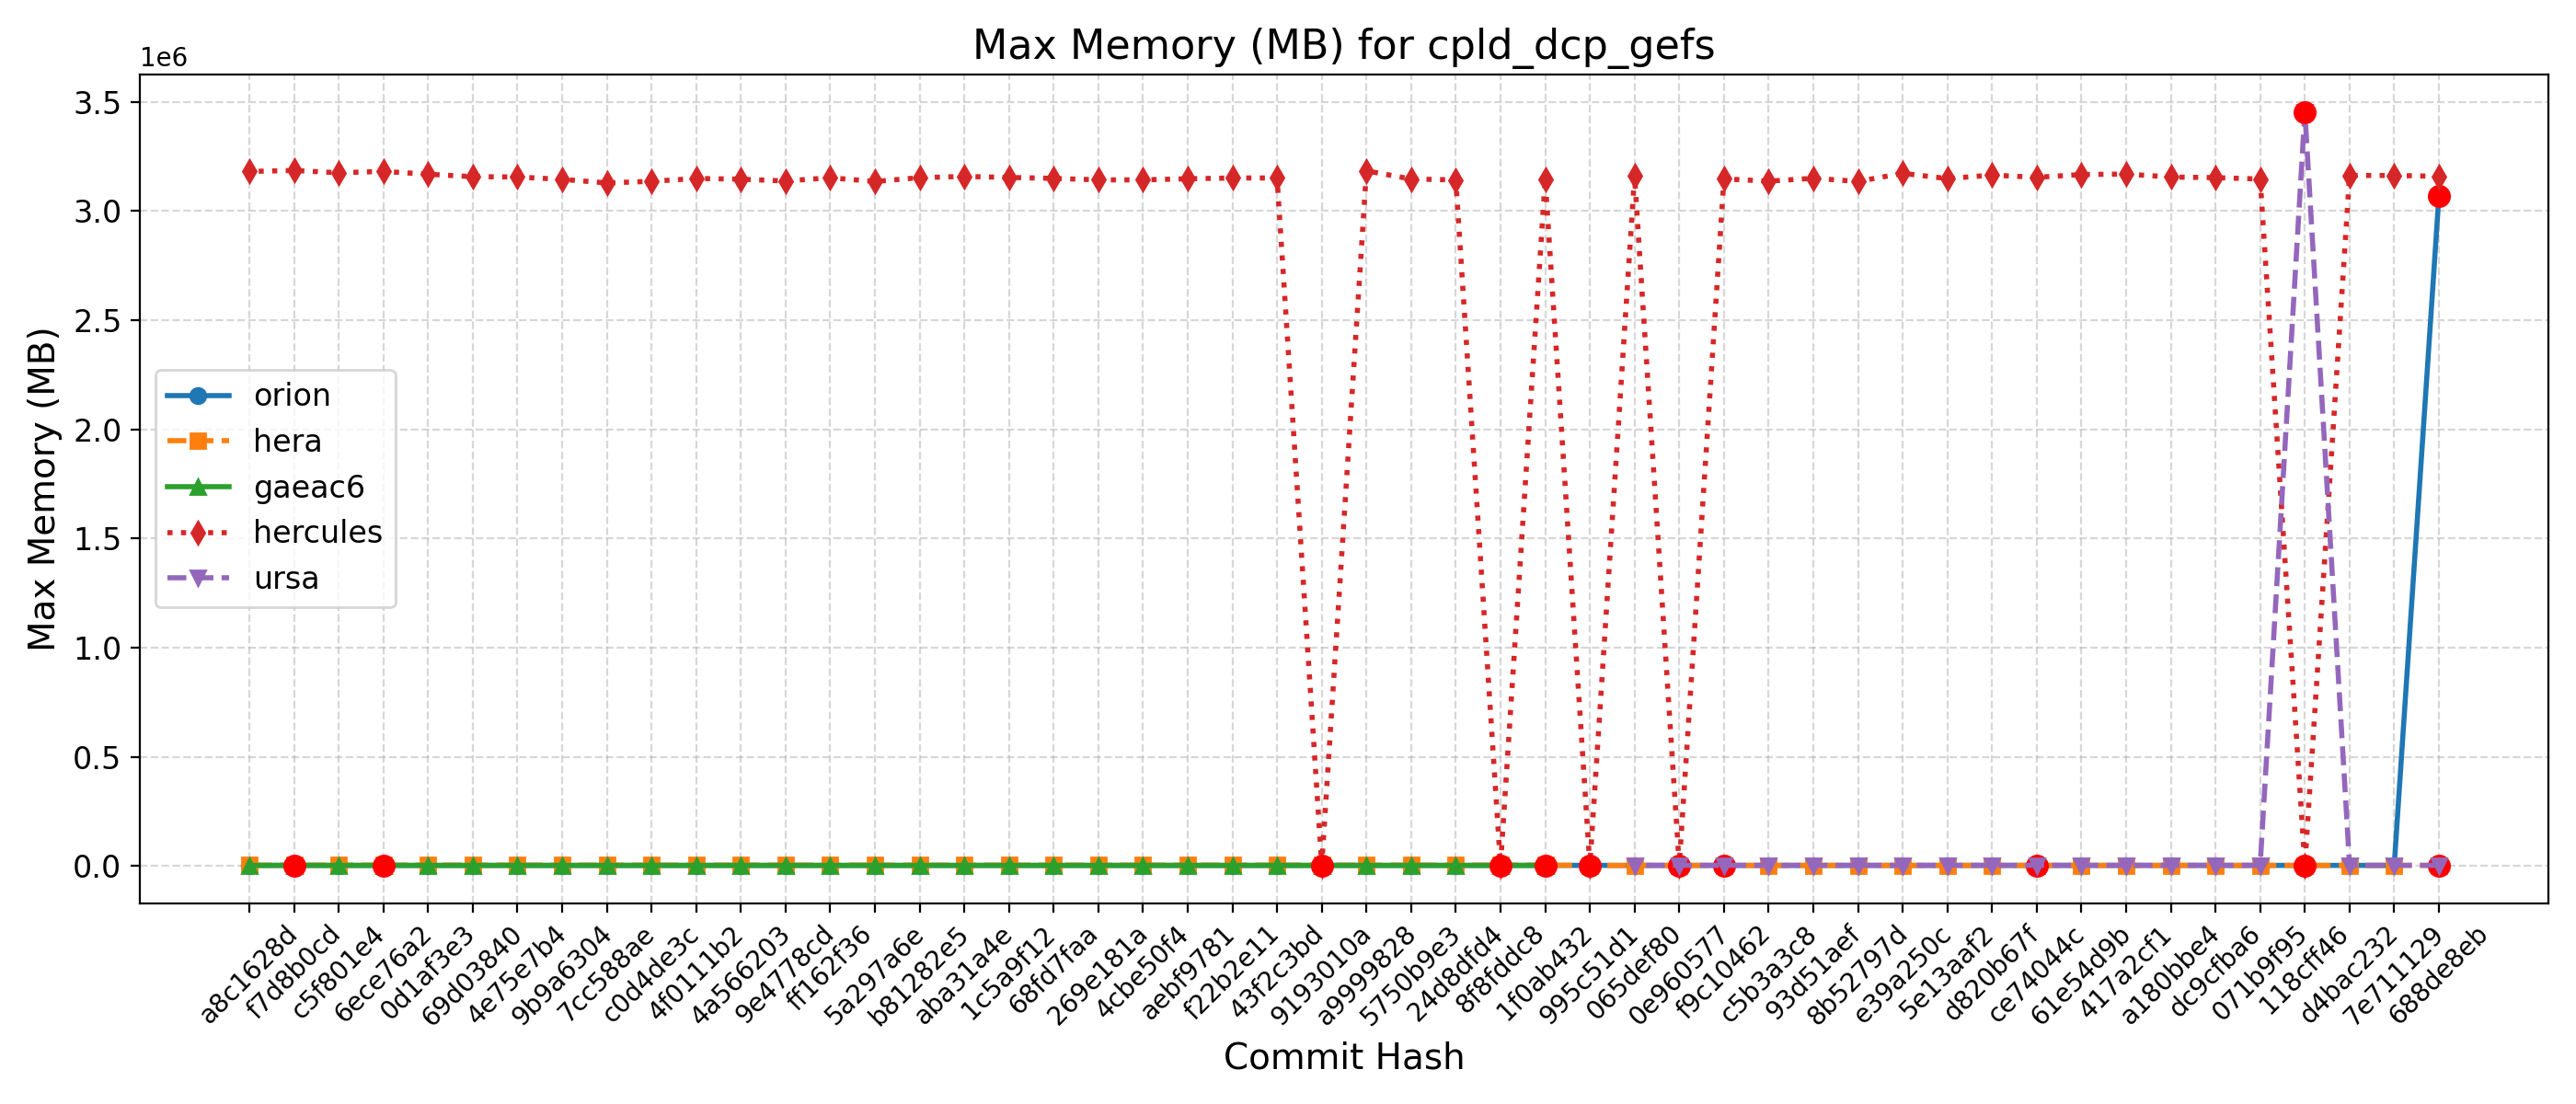 Max Memory (MB) for cpld_dcp_gefs
1e6
3.5
3.0
2.5
2.0
1.5
1.0
0.5
0.0
Max Memory (MB)
orion
hera
gaeac6
hercules
ursa
a8c1628d
f7d8b0cd
c5f801e4
6ece76a2
0d1af3e3
69d03840
4e75e7b4
9b9a6304
7cc588ae
c0d4de3c
4f0111b2
4a566203
9e4778cd
ff162f36
5a297a6e
b81282e5
aba31a4e
1c5a9f12
68fd7faa
269e181a
4cbe50f4
aebf9781
f22b2e11
43f2c3bd
9193010a
a9999828
5750b9e3
24d8dfd4
8f8fddc8
1f0ab432
995c51d1
065def80
0e960577
f9c10462
c5b3a3c8
93d51aef
8b52797d
e39a250c
5e13aaf2
d820b67f
ce74044c
61e54d9b
417a2cf1
a180bbe4
dc9cfba6
071b9f95
118cff46
d4bac232
7e711129
688de8eb
Commit Hash